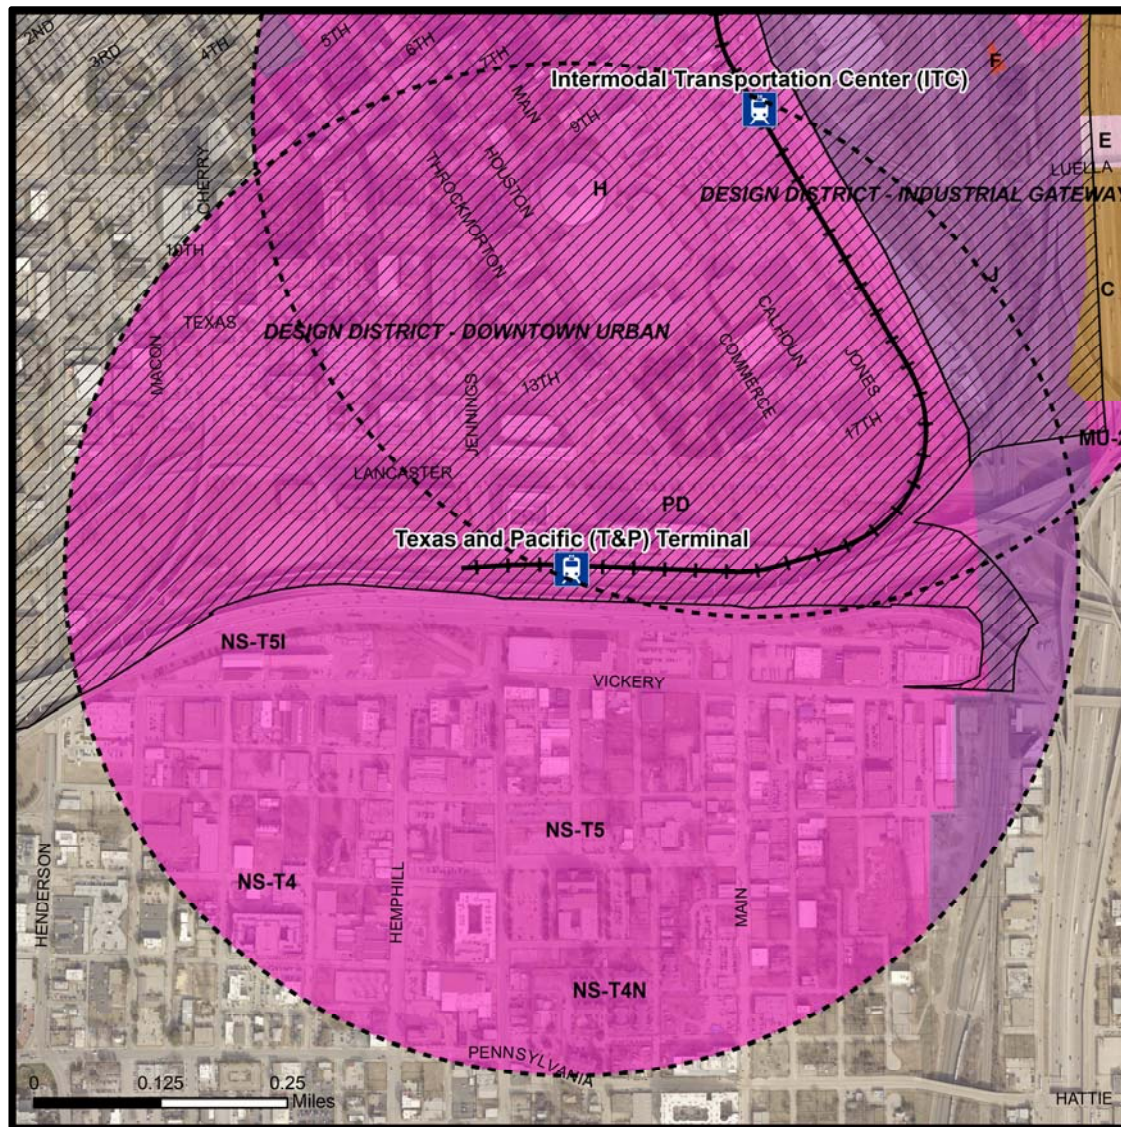 2ND
3RD
4TH
5TH
6TH
7TH
MAIN
9TH
Intermodal Transportation Center (ITC)
F
E
LUELLA
CHERRY
THROCKMORTON
HOUSTON
H
DESIGN DISTRICT - INDUSTRIAL GATEWAY
10TH
J
C
TEXAS
DESIGN DISTRICT - DOWNTOWN URBAN
CALHOUN
MACON
JENNINGS
13TH
COMMERCE
JONES
17TH
MU-2
LANCASTER
PD
Texas and Pacific (T&P) Terminal
NS-T5I
VICKERY
NS-T5
HENDERSON
NS-T4
HEMPHILL
MAIN
NS-T4N
PENNSYLVANIA
0
0.125
0.25
Miles
HATTIE